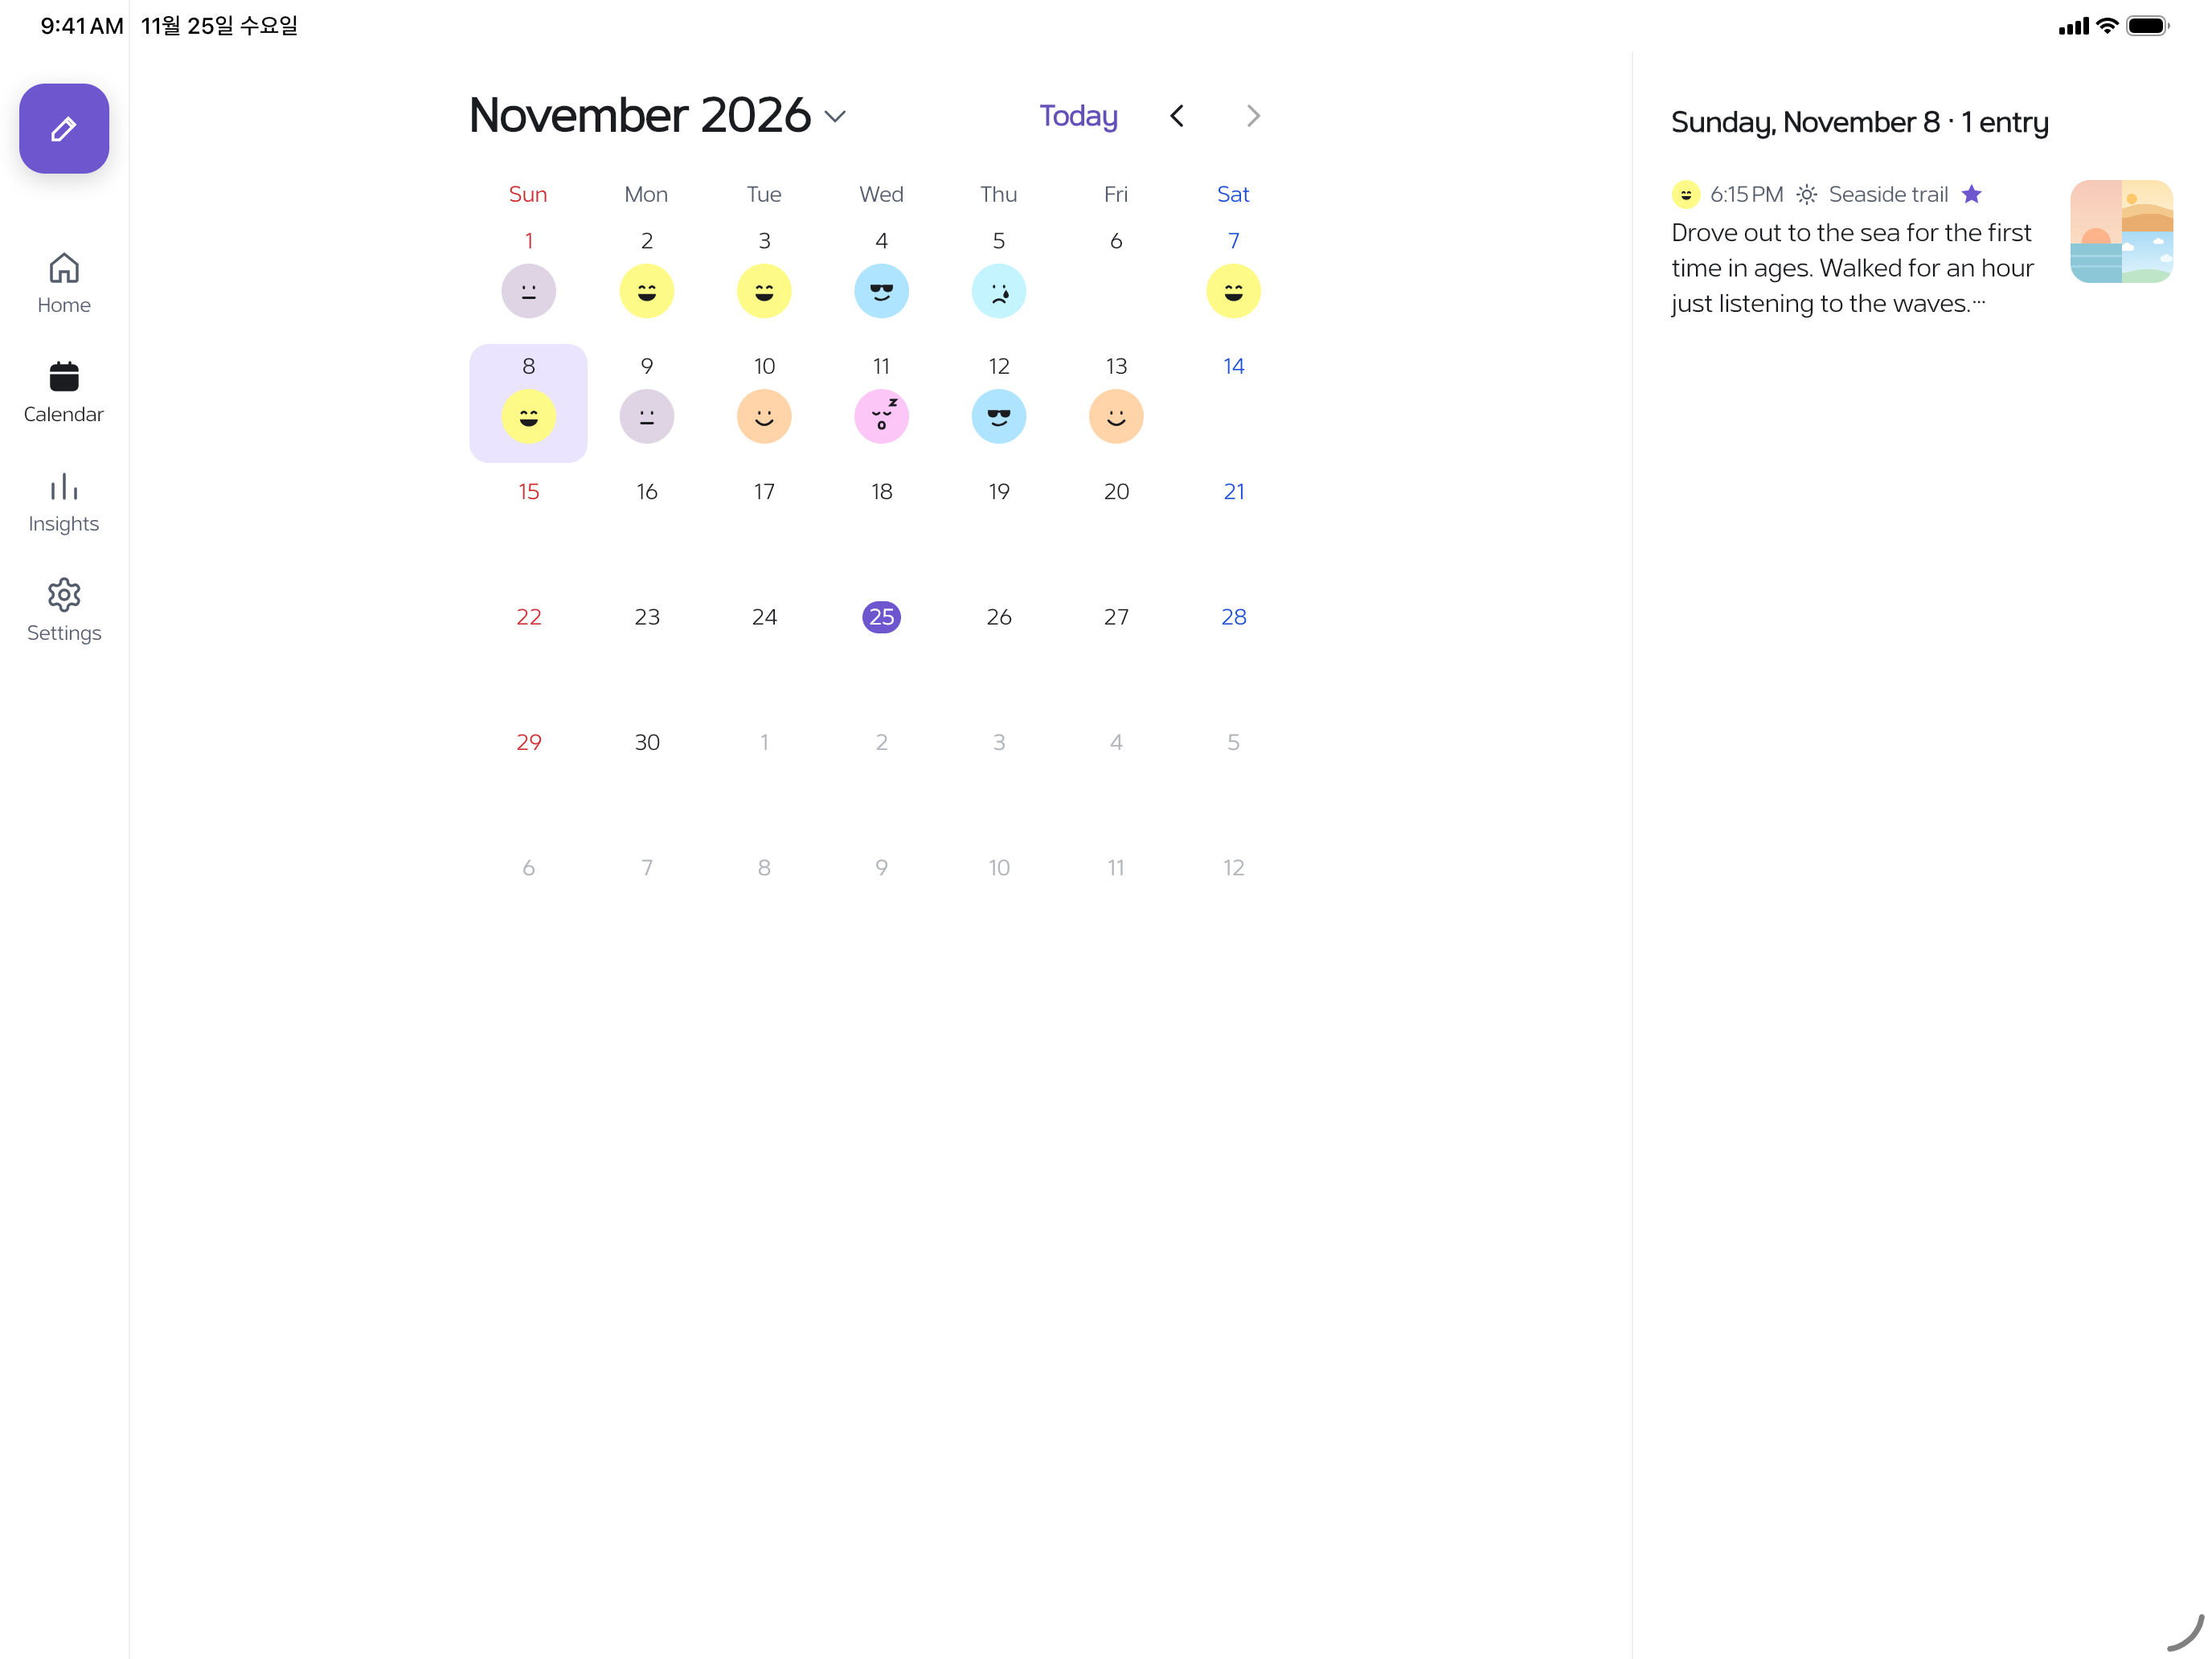 9:41 AM 11월 25일 수요일
Home
Calendar
Insights
Settings
November 2026
Today
Sun Mon Tue Wed Thu Fri Sat
1 2 3 4 5 6 7
8 9 10 11 12 13 14
15 16 17 18 19 20 21
22 23 24 25 26 27 28
29 30 1 2 3 4 5
6 7 8 9 10 11 12
Sunday, November 8 · 1 entry
6:15 PM Seaside trail
Drove out to the sea for the first
time in ages. Walked for an hour
just listening to the waves.…